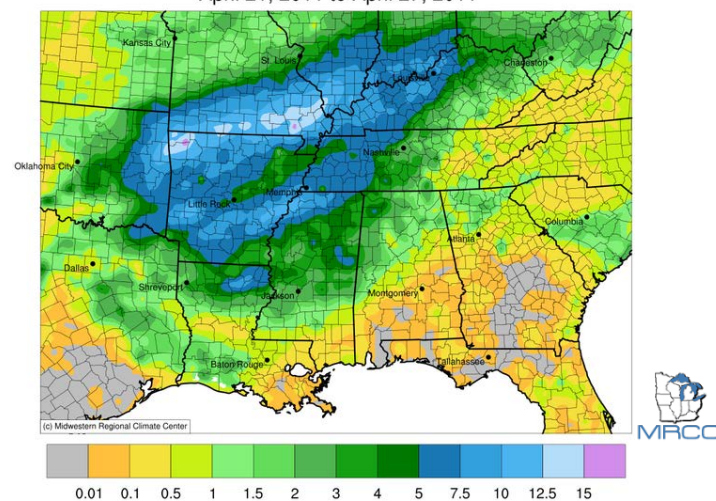 Kansas City
St. Louis
Charleston
Oklahoma City
Nashville
Memphis
Little Rock
Columbia
Atlanta
Dallas
Shreveport
Jackson
Montgomery
Baton Rouge
Tallahassee
(c) Midwestern Regional Climate Center
MRCC
0.01 0.1 0.5 1 1.5 2 3 4 5 7.5 10 12.5 15